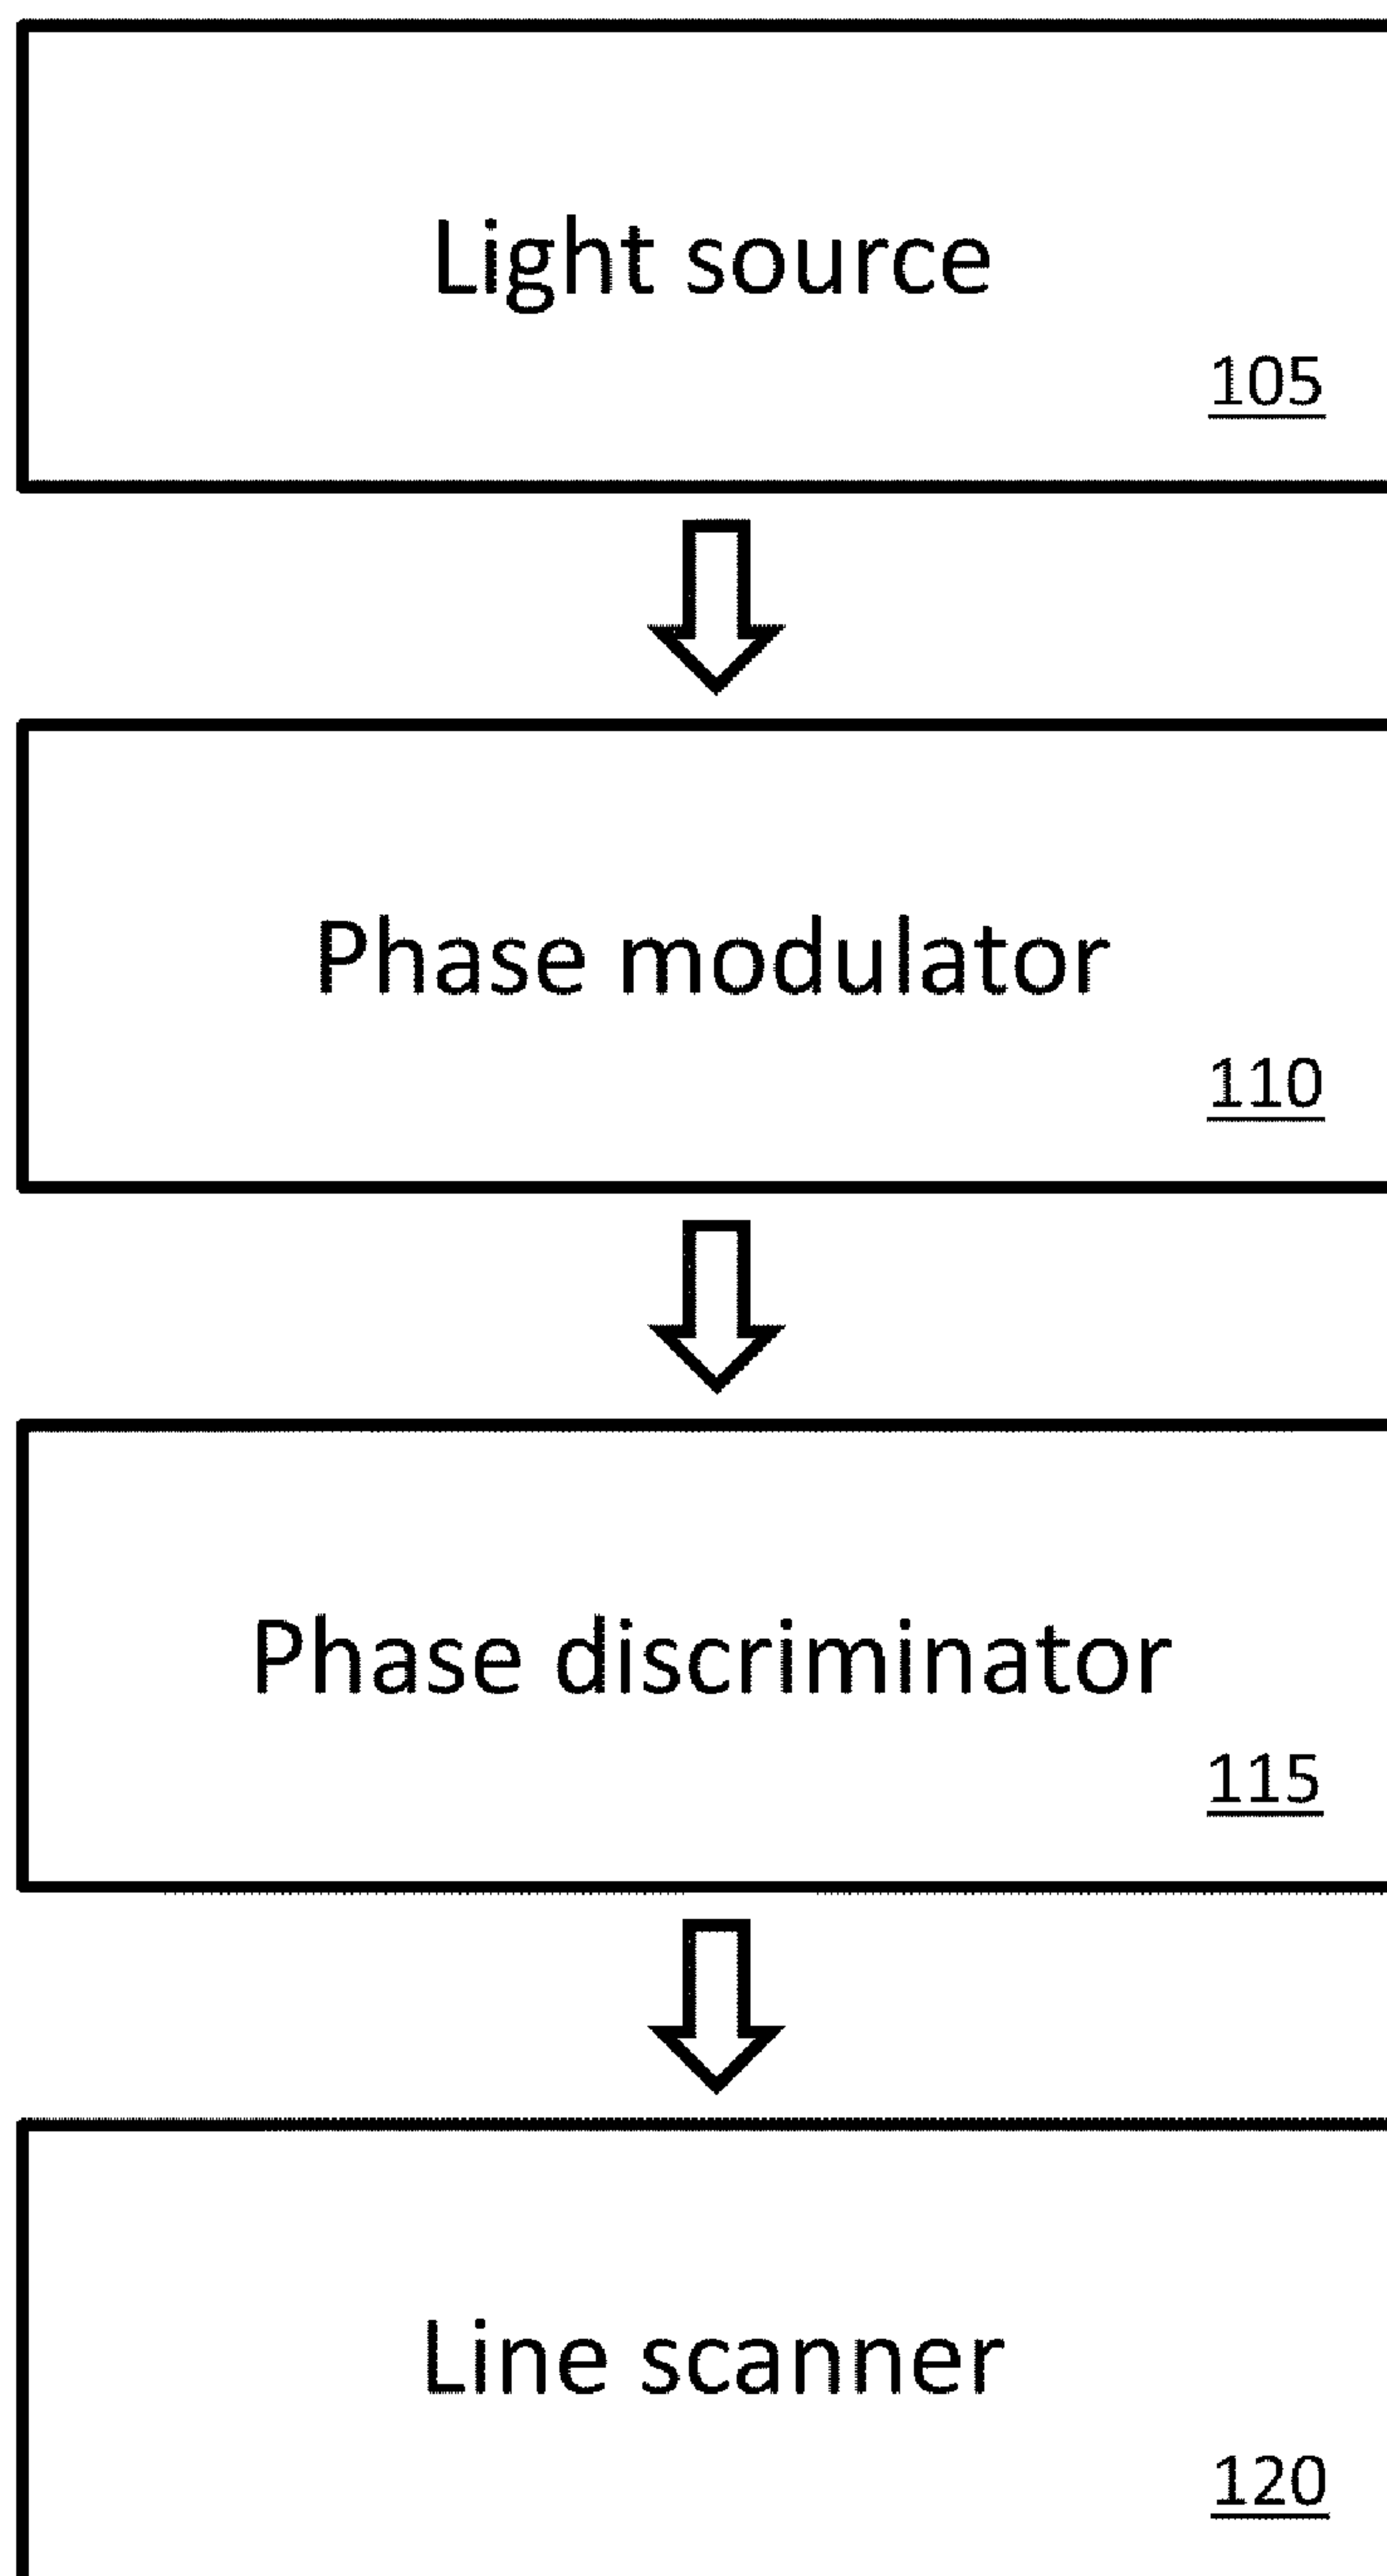 Light source
105
Phase modulator
110
Phase discriminator
115
Line scanner
120